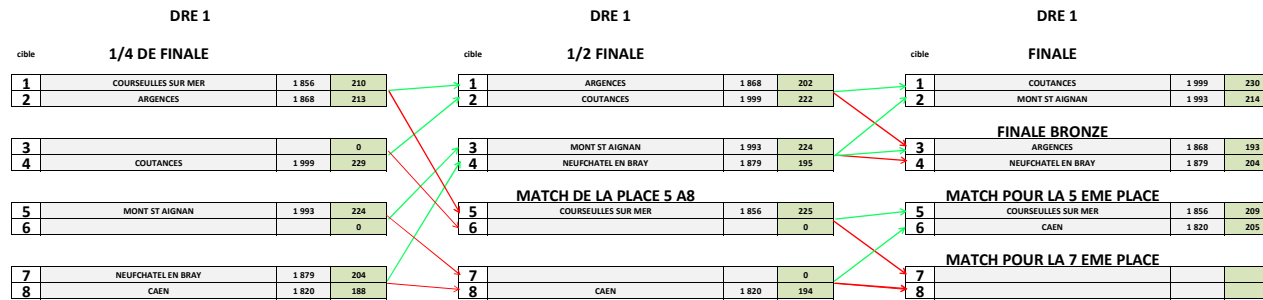 DRE 1 DRE 1 DRE 1
cible 1/4 DE FINALE cible 1/2 FINALE cible FINALE
1 COURSEULLES SUR MER 1 856 210 1 ARGENCES 1 868 202 1 COUTANCES 1 999 230
2 ARGENCES 1 868 213 2 COUTANCES 1 999 222 2 MONT ST AIGNAN 1 993 214
FINALE BRONZE
3 0 3 MONT ST AIGNAN 1 993 224 3 ARGENCES 1 868 193
4 COUTANCES 1 999 229 4 NEUFCHATEL EN BRAY 1 879 195 4 NEUFCHATEL EN BRAY 1 879 204
MATCH DE LA PLACE 5 A8 MATCH POUR LA 5 EME PLACE
5 MONT ST AIGNAN 1 993 224 5 COURSEULLES SUR MER 1 856 225 5 COURSEULLES SUR MER 1 856 209
6 0 6 0 6 CAEN 1 820 205
MATCH POUR LA 7 EME PLACE
7 NEUFCHATEL EN BRAY 1 879 204 7 0 7
8 CAEN 1 820 188 8 CAEN 1 820 194 8